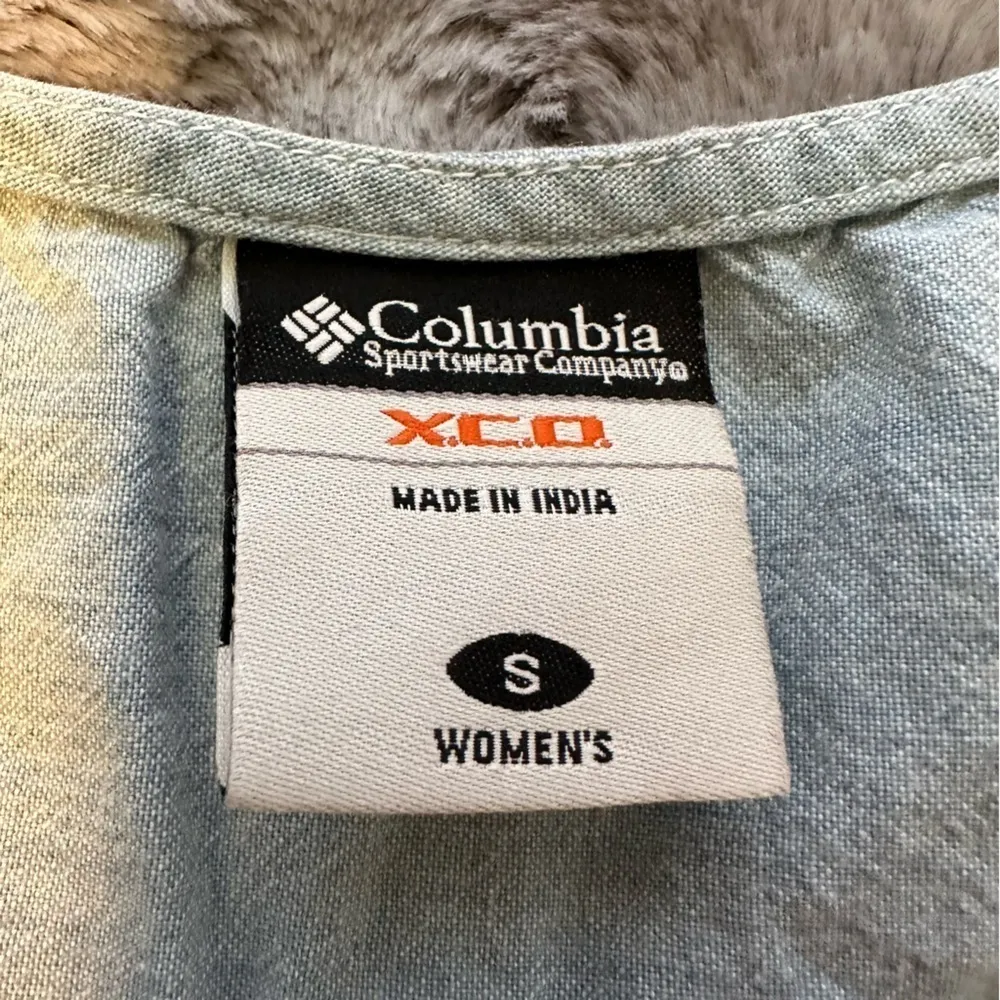 Columbia
Sportswear Company®
X.C.O.
MADE IN INDIA
S
WOMEN'S